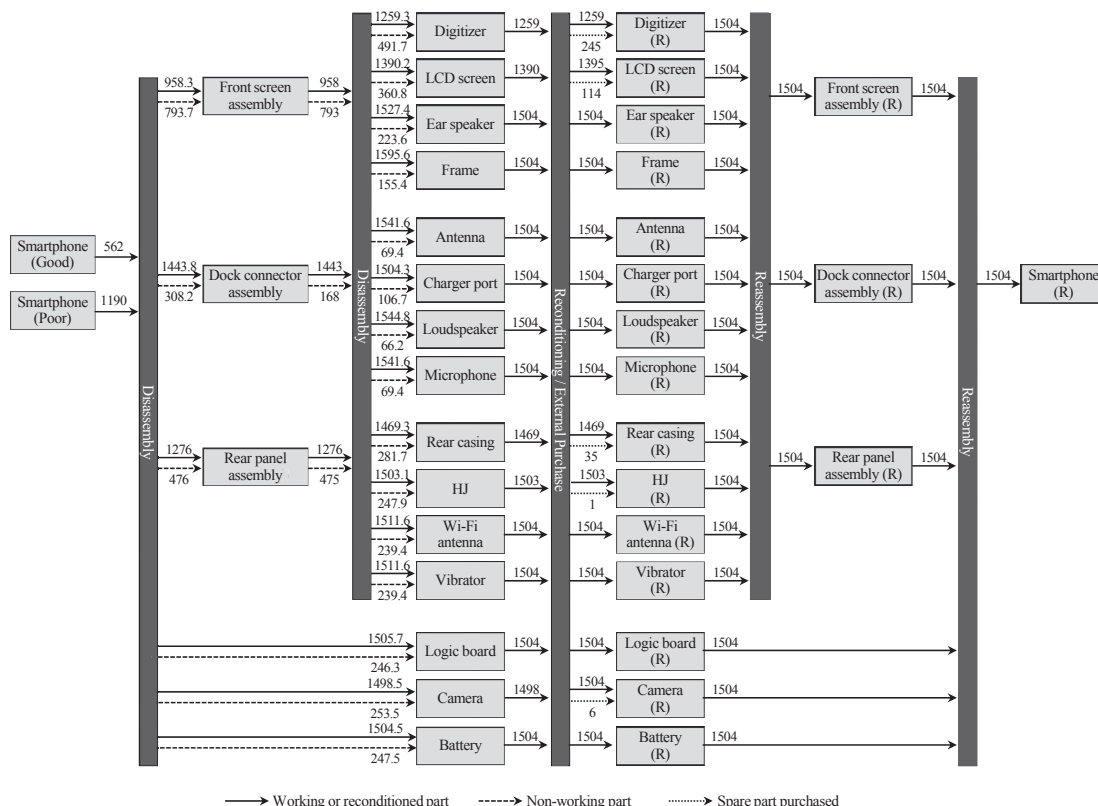 1259.3
Digitizer
1259
1259
Digitizer
(R)
1504
491.7
245
1390.2
LCD screen
1390
1395
LCD screen
(R)
1504
360.8
114
958.3
Front screen
assembly
958
793.7
793
1527.4
Ear speaker
1504
1504
Ear speaker
(R)
1504
223.6
1504
Front screen
assembly (R)
1504
1595.6
Frame
1504
1504
Frame
(R)
1504
155.4
Smartphone
(Good)
562
1541.6
Antenna
1504
1504
Antenna
(R)
1504
69.4
1443.8
Dock connector
assembly
1443
308.2
168
1504.3
Charger port
1504
1504
Charger port
(R)
1504
106.7
1504
Dock connector
assembly (R)
1504
1504
Smartphone
(R)
Smartphone
(Poor)
1190
1544.8
Loudspeaker
1504
1504
Loudspeaker
(R)
1504
66.2
1541.6
Microphone
1504
1504
Microphone
(R)
1504
69.4
Disassembly
Disassembly
Reconditioning / External Purchase
Reassembly
Reassembly
1469.3
Rear casing
1469
1469
Rear casing
(R)
1504
281.7
35
1276
Rear panel
assembly
1276
476
475
1503.1
HJ
1503
1503
HJ
(R)
1504
247.9
1
1504
Rear panel
assembly (R)
1504
1511.6
Wi-Fi
antenna
1504
1504
Wi-Fi
antenna (R)
1504
239.4
1511.6
Vibrator
1504
1504
Vibrator
(R)
1504
239.4
1505.7
Logic board
1504
1504
Logic board
(R)
1504
246.3
1498.5
Camera
1498
1504
Camera
(R)
1504
253.5
6
1504.5
Battery
1504
1504
Battery
(R)
1504
247.5
Working or reconditioned part
Non-working part
Spare part purchased